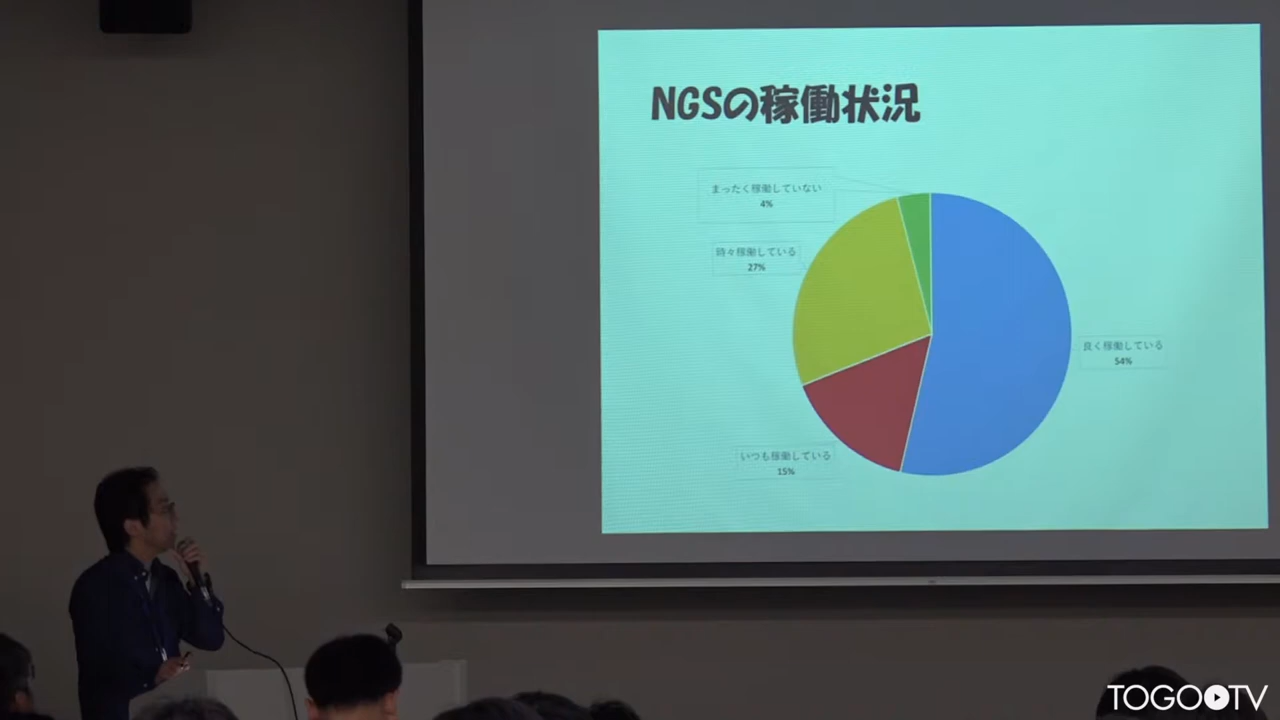 NGSの稼働状況
まったく稼働していない
4%
時々稼働している
27%
良く稼働している
54%
いつも稼働している
15%
TOGO TV